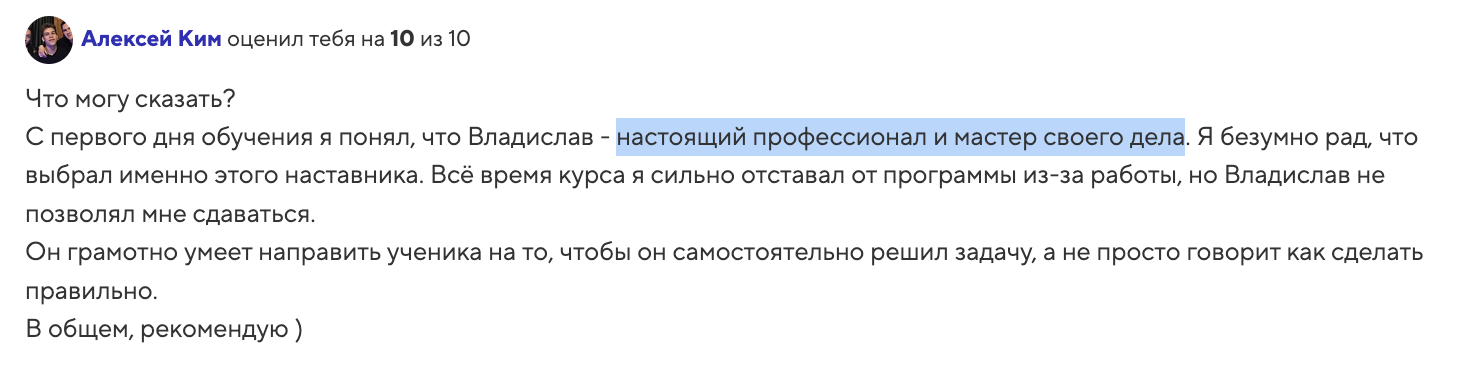 Алексей Ким оценил тебя на 10 из 10
Что могу сказать?
С первого дня обучения я понял, что Владислав - настоящий профессионал и мастер своего дела. Я безумно рад, что
выбрал именно этого наставника. Всё время курса я сильно отставал от программы из-за работы, но Владислав не
позволял мне сдаваться.
Он грамотно умеет направить ученика на то, чтобы он самостоятельно решил задачу, а не просто говорит как сделать
правильно.
В общем, рекомендую )